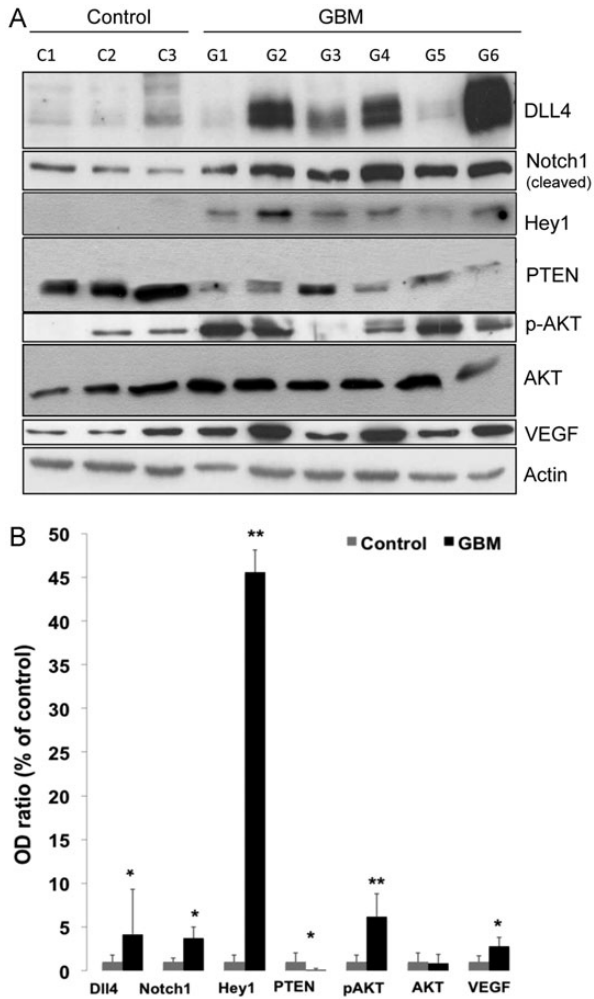 A
Control GBM
C1 C2 C3 G1 G2 G3 G4 G5 G6
DLL4
Notch1
(cleaved)
Hey1
PTEN
p-AKT
AKT
VEGF
Actin
B
Control GBM
OD ratio (% of control)
50
45
40
35
30
25
20
15
10
5
0
* * ** * ** *
Dll4 Notch1 Hey1 PTEN pAKT AKT VEGF